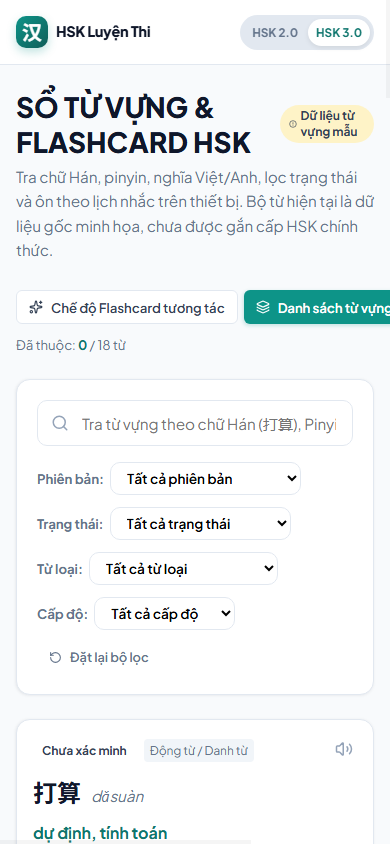 汉 HSK Luyện Thi HSK 2.0 HSK 3.0
SỔ TỪ VỰNG &
FLASHCARD HSK
Dữ liệu từ
vựng mẫu
Tra chữ Hán, pinyin, nghĩa Việt/Anh, lọc trạng thái
và ôn theo lịch nhắc trên thiết bị. Bộ từ hiện tại là dữ
liệu gốc minh họa, chưa được gắn cấp HSK chính
thức.
Chế độ Flashcard tương tác Danh sách từ vựng
Đã thuộc: 0 / 18 từ
Tra từ vựng theo chữ Hán (打算), Pinyi
Phiên bản: Tất cả phiên bản
Trạng thái: Tất cả trạng thái
Từ loại: Tất cả từ loại
Cấp độ: Tất cả cấp độ
Đặt lại bộ lọc
Chưa xác minh Động từ / Danh từ
打算 dǎsuàn
dự định, tính toán